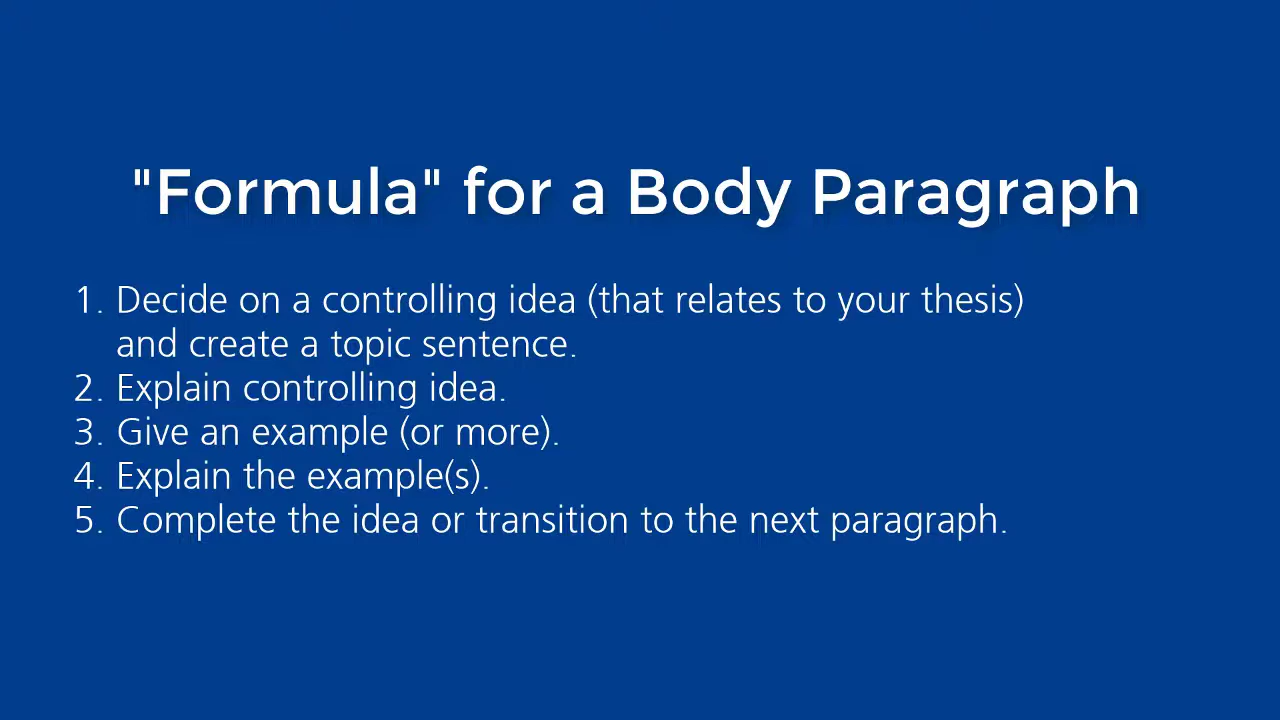 "Formula" for a Body Paragraph
1. Decide on a controlling idea (that relates to your thesis)
and create a topic sentence.
2. Explain controlling idea.
3. Give an example (or more).
4. Explain the example(s).
5. Complete the idea or transition to the next paragraph.